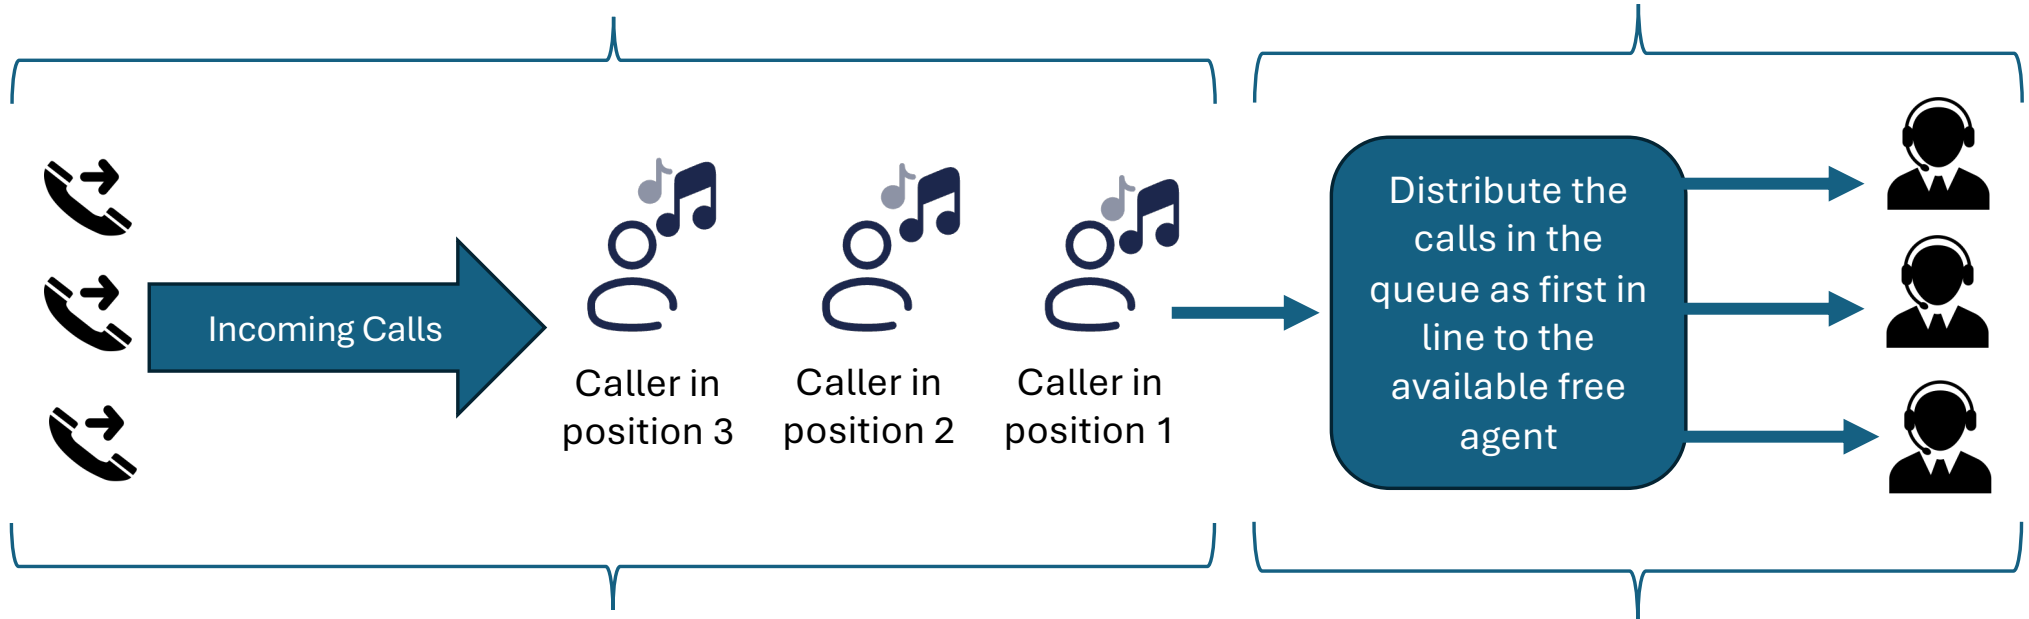 Incoming Calls
Caller in
position 3
Caller in
position 2
Caller in
position 1
Distribute the
calls in the
queue as first in
line to the
available free
agent